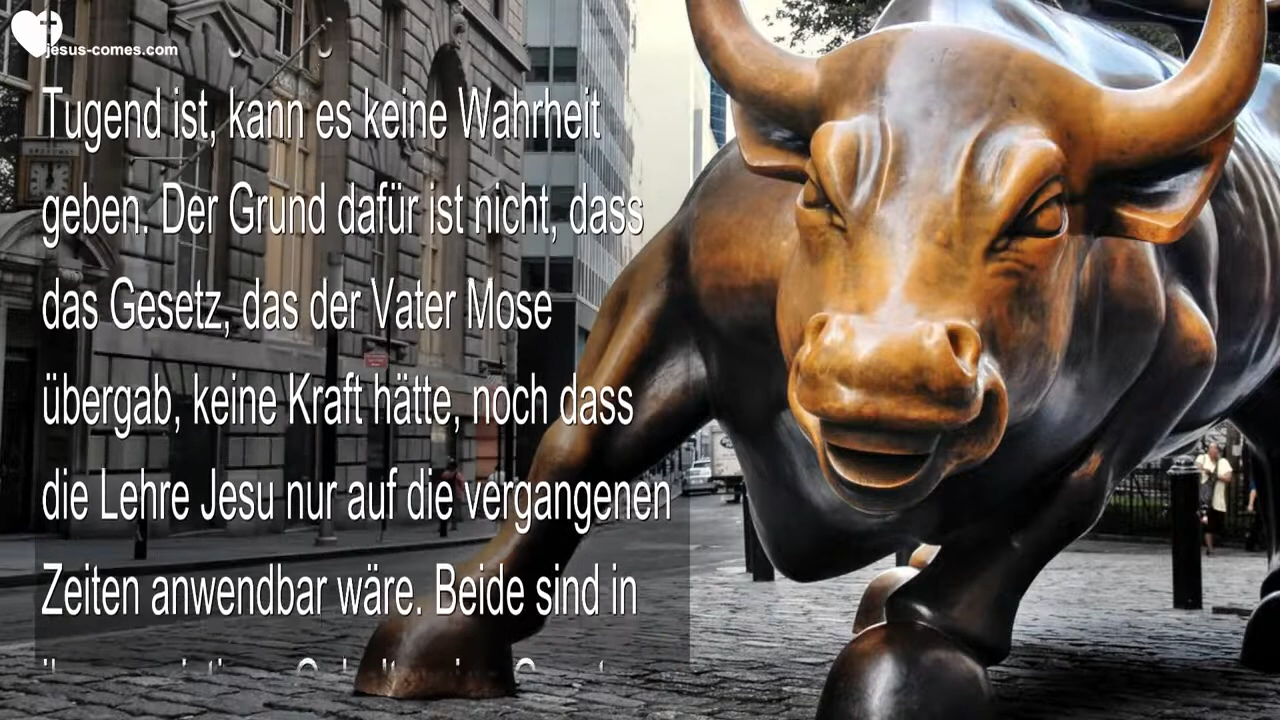 jesus-comes.com
Tugend ist, kann es keine Wahrheit
geben. Der Grund dafür ist nicht, dass
das Gesetz, das der Vater Mose
übergab, keine Kraft hätte, noch dass
die Lehre Jesu nur auf die vergangenen
Zeiten anwendbar wäre. Beide sind in